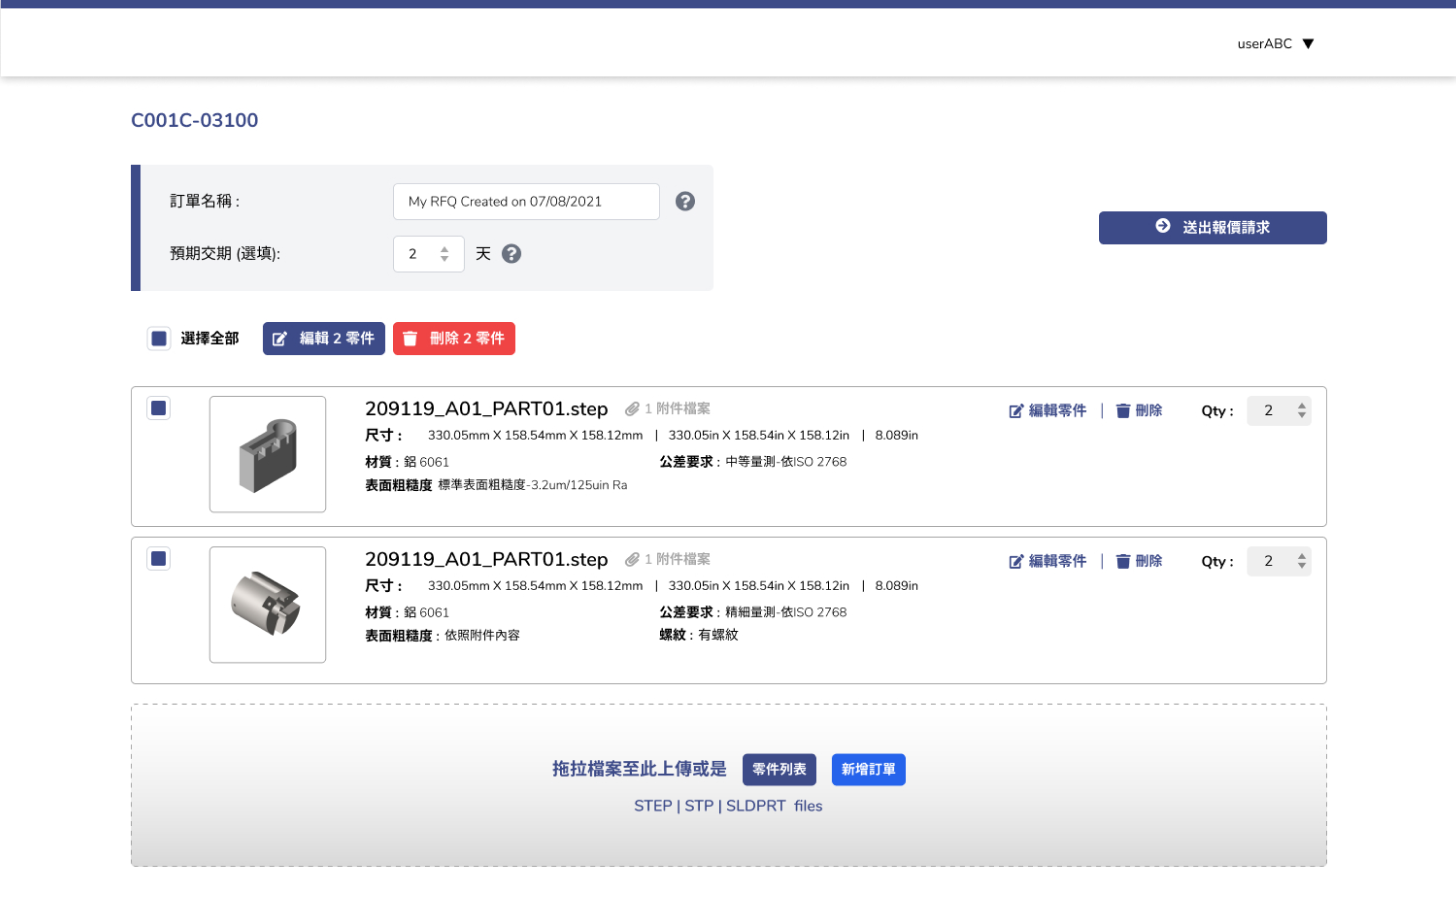 userABC ▼
C001C-03100
訂單名稱 : My RFQ Created on 07/08/2021 ?
送出報價請求
預期交期 (選填): 2 天 ?
選擇全部 編輯 2 零件 刪除 2 零件
209119_A01_PART01.step 1 附件檔案 編輯零件 | 刪除 Qty : 2
尺寸 : 330.05mm X 158.54mm X 158.12mm | 330.05in X 158.54in X 158.12in | 8.089in
材質 : 鋁 6061 公差要求 : 中等量測-依ISO 2768
表面粗糙度 標準表面粗糙度-3.2um/125uin Ra
209119_A01_PART01.step 1 附件檔案 編輯零件 | 刪除 Qty : 2
尺寸 : 330.05mm X 158.54mm X 158.12mm | 330.05in X 158.54in X 158.12in | 8.089in
材質 : 鋁 6061 公差要求 : 精細量測-依ISO 2768
表面粗糙度 : 依照附件內容 螺紋 : 有螺紋
拖拉檔案至此上傳或是 零件列表 新增訂單
STEP | STP | SLDPRT files